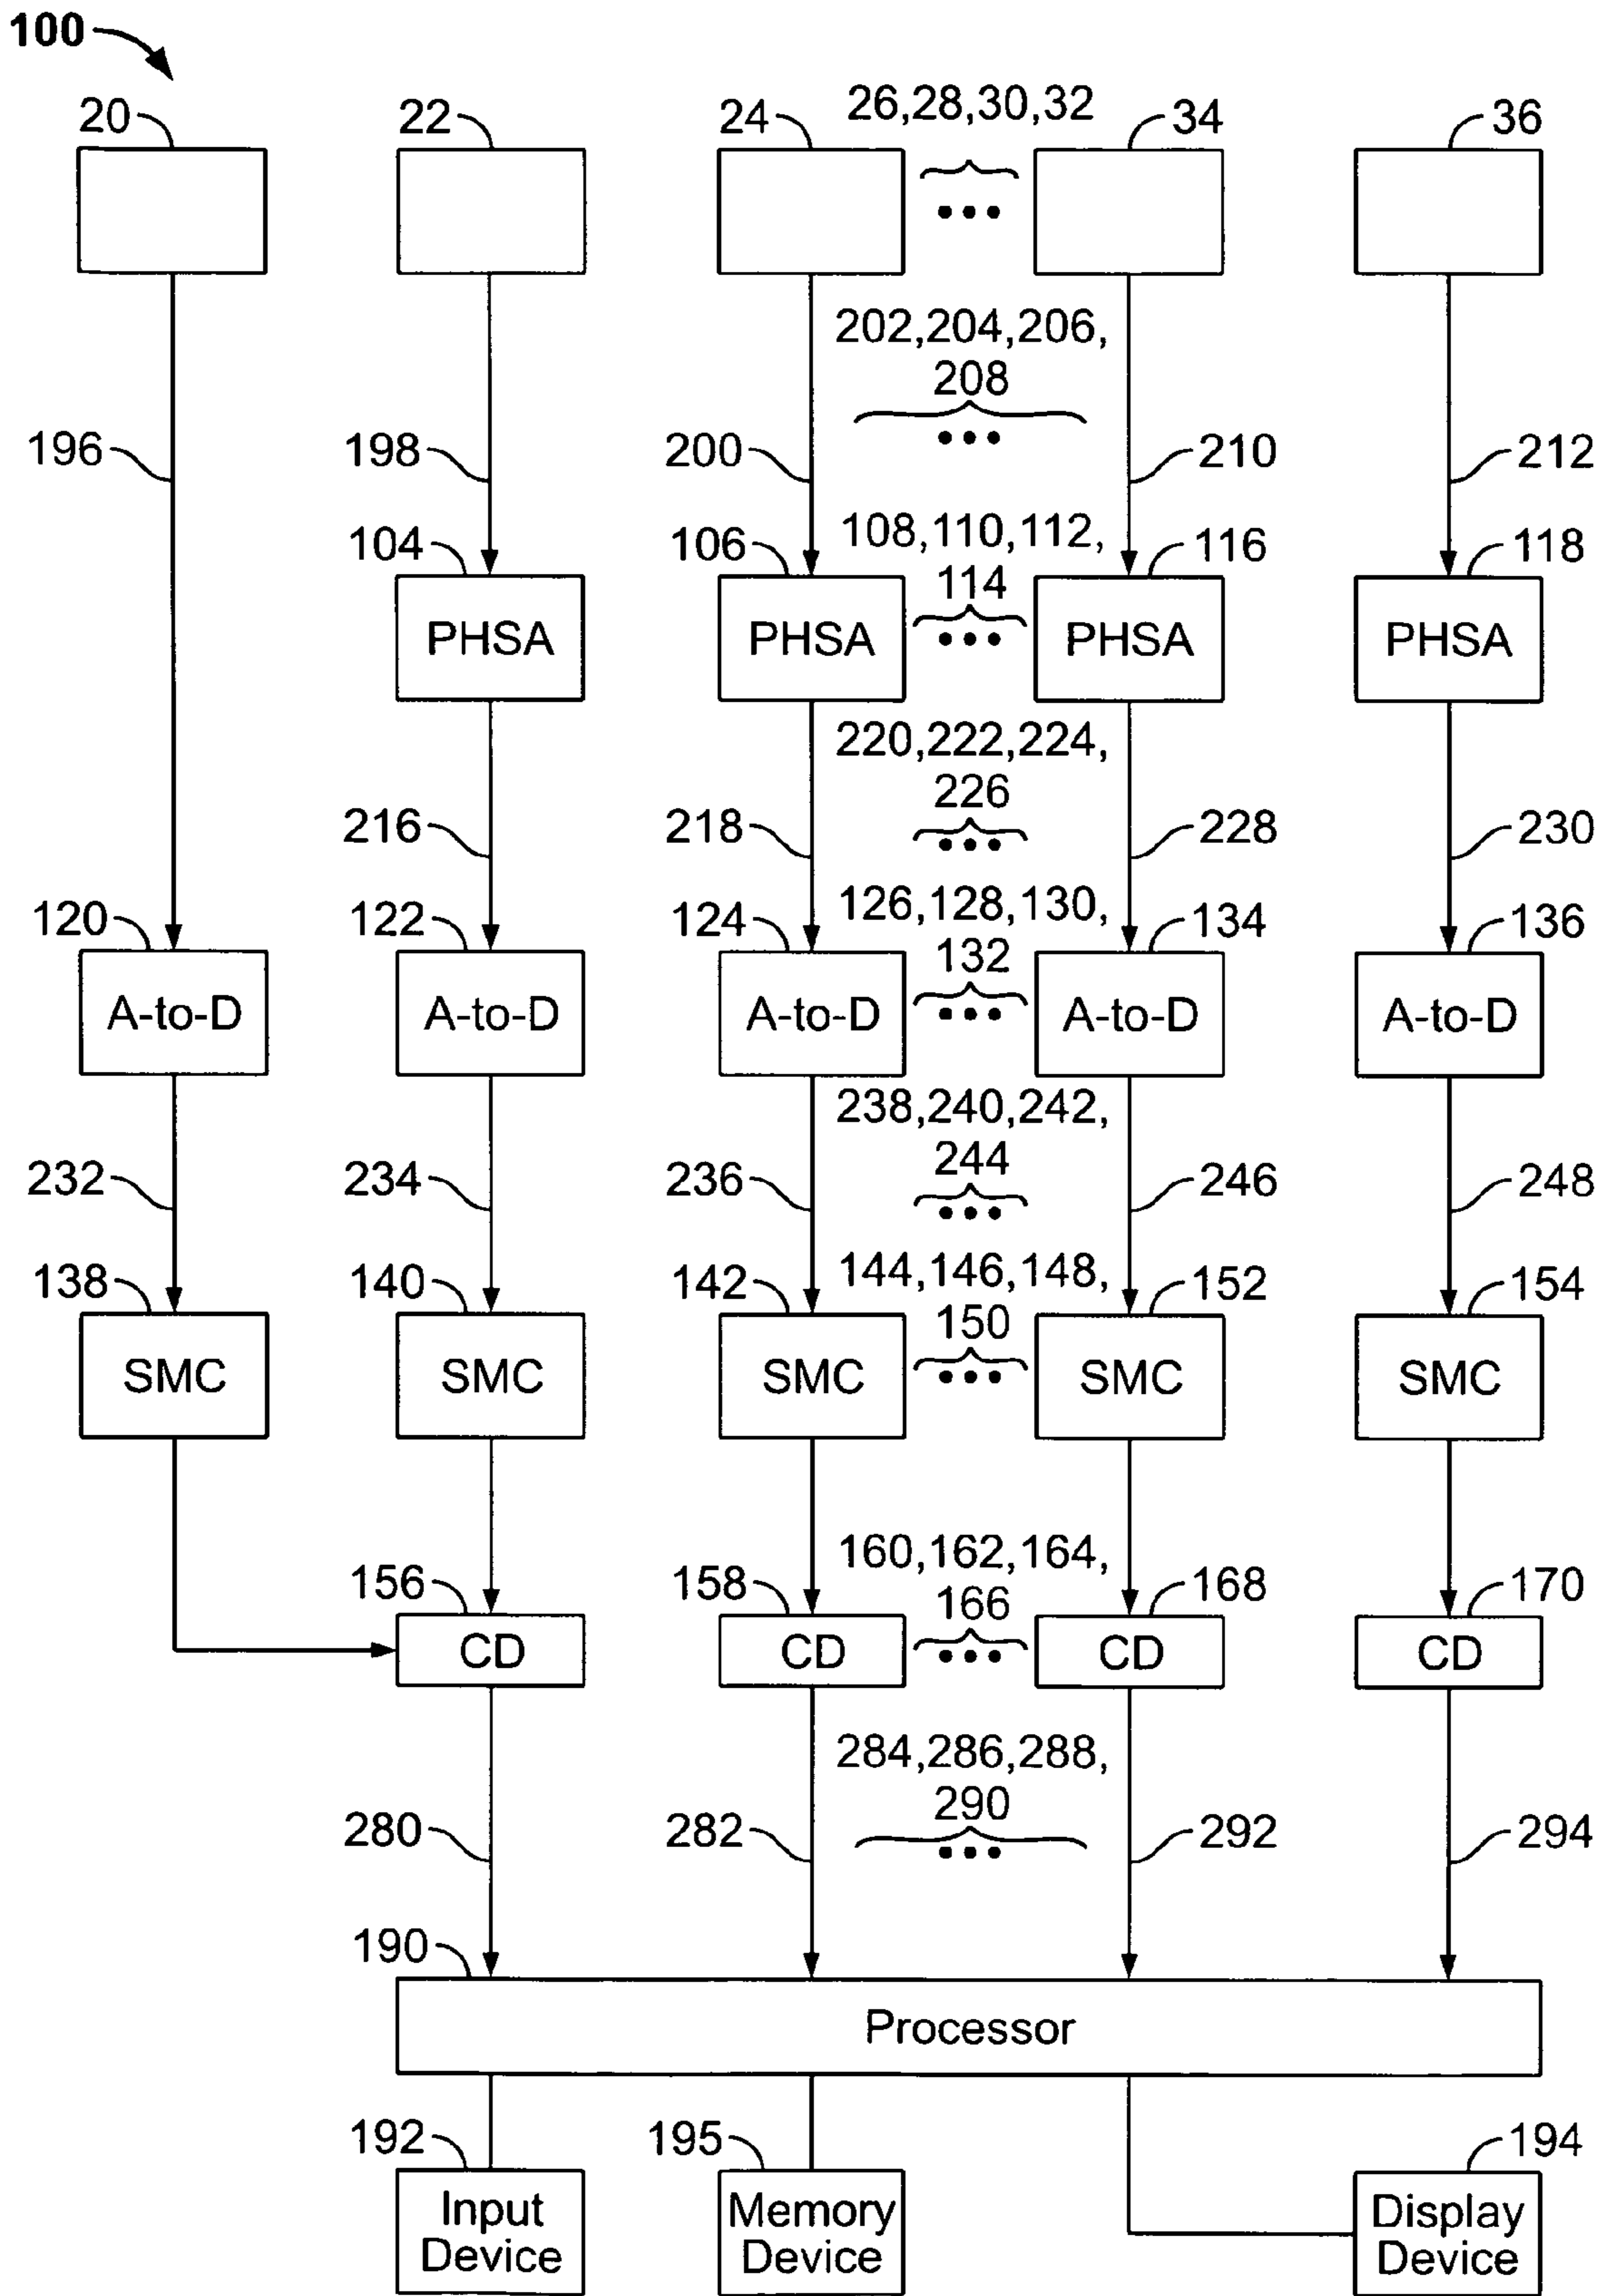 100
20
22
24
26,28,30,32
34
36
202,204,206,
208
196
198
200
210
212
104
106
108,110,112,
114
116
118
PHSA
PHSA
PHSA
PHSA
220,222,224,
226
216
218
228
230
120
122
124
126,128,130,
132
134
136
A-to-D
A-to-D
A-to-D
A-to-D
A-to-D
238,240,242,
244
232
234
236
246
248
138
140
142
144,146,148,
150
152
154
SMC
SMC
SMC
SMC
SMC
160,162,164,
166
156
158
168
170
CD
CD
CD
CD
284,286,288,
290
280
282
292
294
190
Processor
192
195
194
Input
Device
Memory
Device
Display
Device